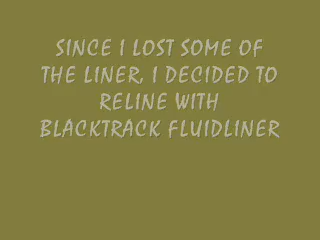 SINCE I LOST SOME OF
THE LINER, I DECIDED TO
RELINE WITH
BLACKTRACK FLUIDLINER